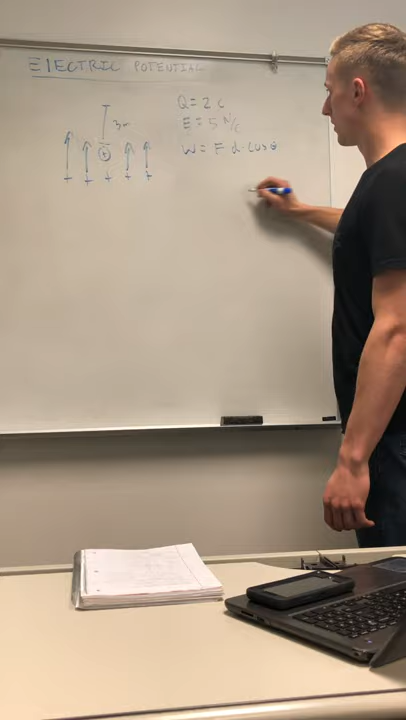 ELECTRIC POTENTIAL
3m
Q = 2 C
E = 5 N/C
W = F d · cos θ
+
+ + + + +